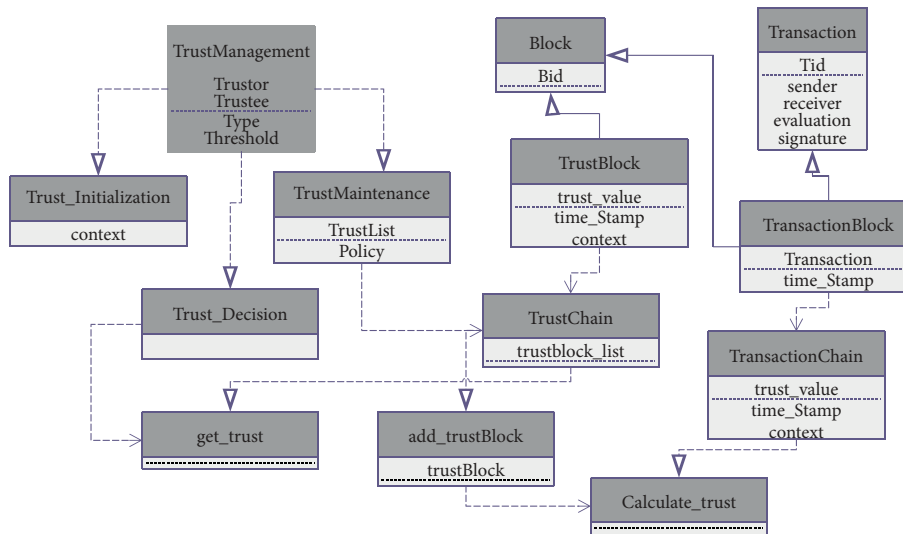 TrustManagement
Trustor
Trustee
Type
Threshold
Block
Bid
Transaction
Tid
sender
receiver
evaluation
signature
Trust_Initialization
context
TrustMaintenance
TrustList
Policy
TrustBlock
trust_value
time_Stamp
context
TransactionBlock
Transaction
time_Stamp
Trust_Decision
TrustChain
trustblock_list
TransactionChain
trust_value
time_Stamp
context
get_trust
add_trustBlock
trustBlock
Calculate_trust